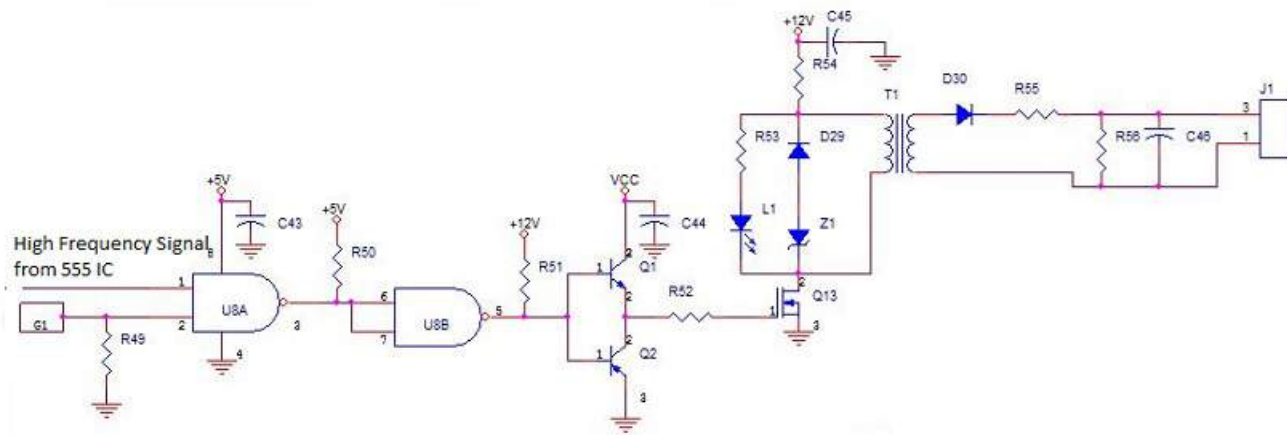 High Frequency Signal
from 555 IC
G1
R49
1
2
+5V
8
C43
U8A
3
4
+5V
R50
6
7
U8B
5
+12V
R51
VCC
C44
1
2
Q1
2
R52
2
1
Q2
3
+12V
C45
R54
R53
D29
L1
Z1
T1
2
1
Q13
3
D30
R55
R56
C46
J1
3
1